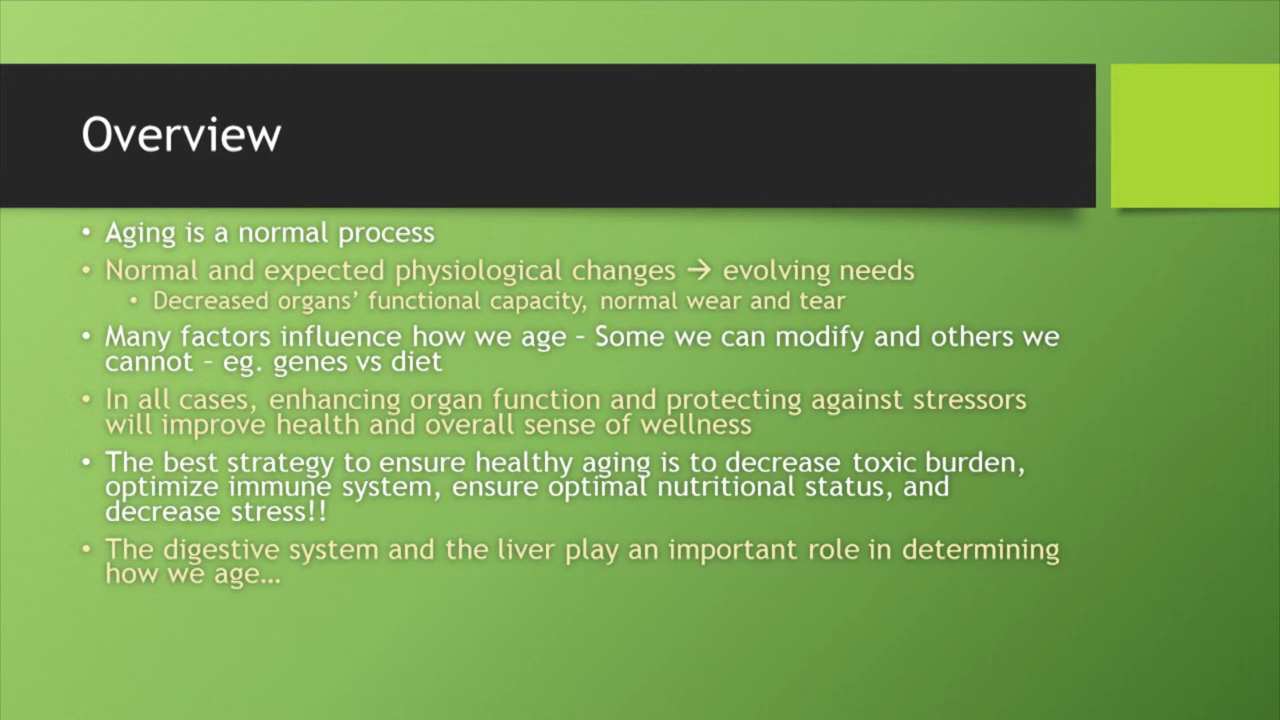 Overview
• Aging is a normal process
• Normal and expected physiological changes → evolving needs
• Decreased organs’ functional capacity, normal wear and tear
• Many factors influence how we age – Some we can modify and others we
cannot – eg. genes vs diet
• In all cases, enhancing organ function and protecting against stressors
will improve health and overall sense of wellness
• The best strategy to ensure healthy aging is to decrease toxic burden,
optimize immune system, ensure optimal nutritional status, and
decrease stress!!
• The digestive system and the liver play an important role in determining
how we age…